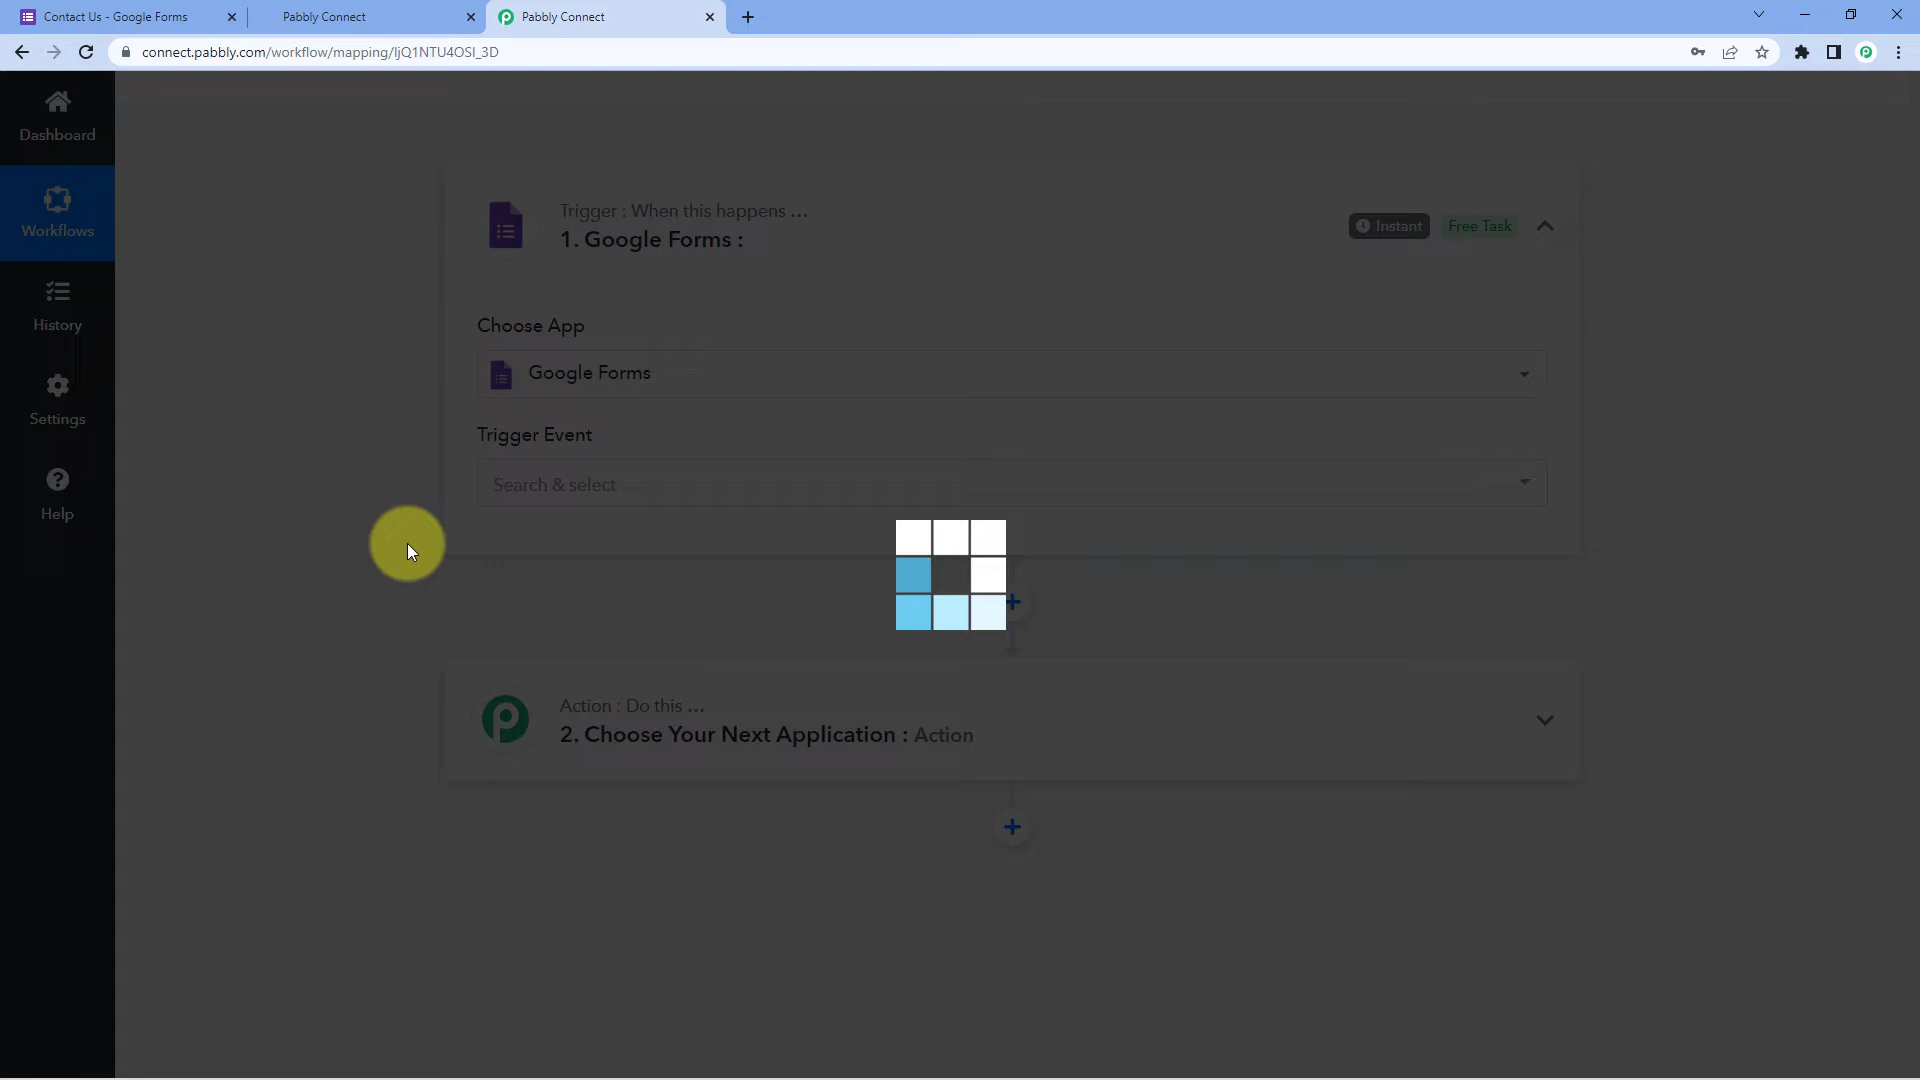 Contact Us - Google Forms
Pabbly Connect
Pabbly Connect
connect.pabbly.com/workflow/mapping/IjQ1NTU4OSI_3D
Dashboard
Workflows
History
Settings
Help
Trigger : When this happens ...
1. Google Forms :
Instant
Free Task
Choose App
Google Forms
Trigger Event
Search & select
Action : Do this ...
2. Choose Your Next Application : Action